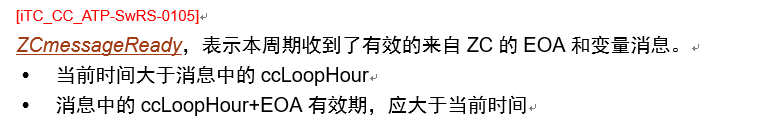 [iTC_CC_ATP-SwRS-0105]
ZCmessageReady，表示本周期收到了有效的来自 ZC 的 EOA 和变量消息。
• 当前时间大于消息中的 ccLoopHour
• 消息中的 ccLoopHour+EOA 有效期，应大于当前时间